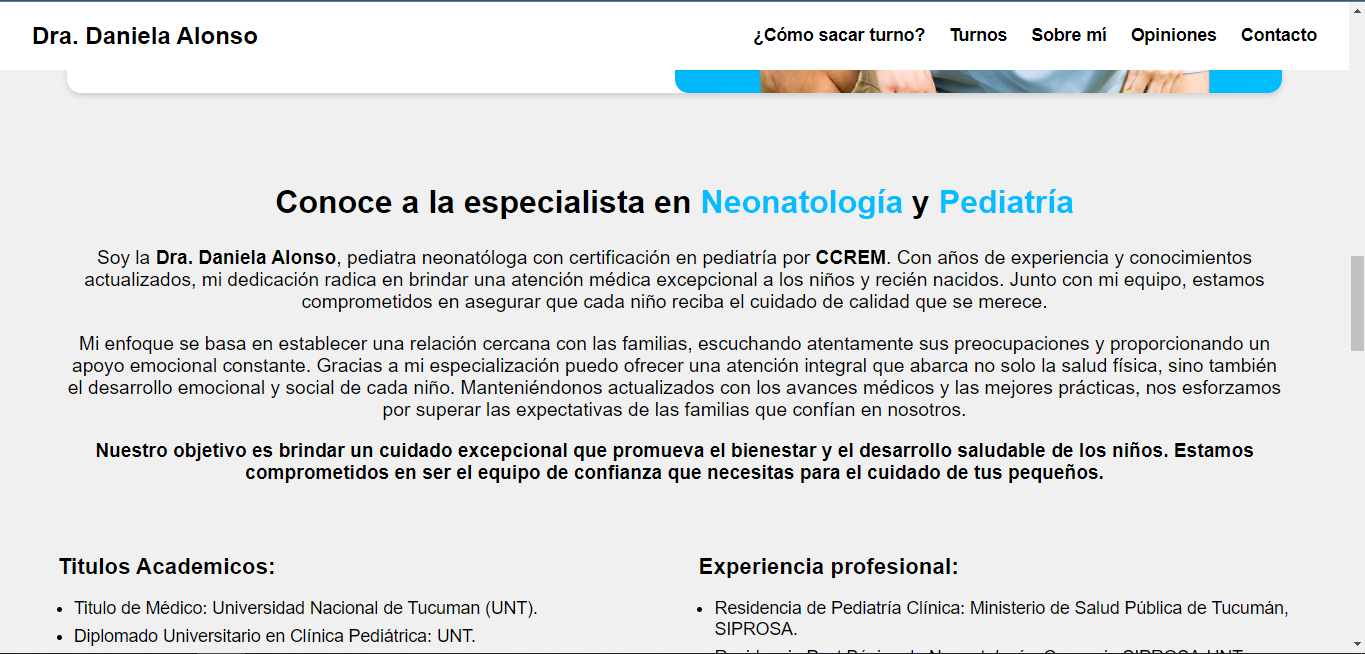 Dra. Daniela Alonso
¿Cómo sacar turno? Turnos Sobre mí Opiniones Contacto
Conoce a la especialista en Neonatología y Pediatría
Soy la Dra. Daniela Alonso, pediatra neonatóloga con certificación en pediatría por CCREM. Con años de experiencia y conocimientos
actualizados, mi dedicación radica en brindar una atención médica excepcional a los niños y recién nacidos. Junto con mi equipo, estamos
comprometidos en asegurar que cada niño reciba el cuidado de calidad que se merece.
Mi enfoque se basa en establecer una relación cercana con las familias, escuchando atentamente sus preocupaciones y proporcionando un
apoyo emocional constante. Gracias a mi especialización puedo ofrecer una atención integral que abarca no solo la salud física, sino también
el desarrollo emocional y social de cada niño. Manteniéndonos actualizados con los avances médicos y las mejores prácticas, nos esforzamos
por superar las expectativas de las familias que confían en nosotros.
Nuestro objetivo es brindar un cuidado excepcional que promueva el bienestar y el desarrollo saludable de los niños. Estamos
comprometidos en ser el equipo de confianza que necesitas para el cuidado de tus pequeños.
Titulos Academicos:
• Titulo de Médico: Universidad Nacional de Tucuman (UNT).
• Diplomado Universitario en Clínica Pediátrica: UNT.
Experiencia profesional:
• Residencia de Pediatría Clínica: Ministerio de Salud Pública de Tucumán,
SIPROSA.